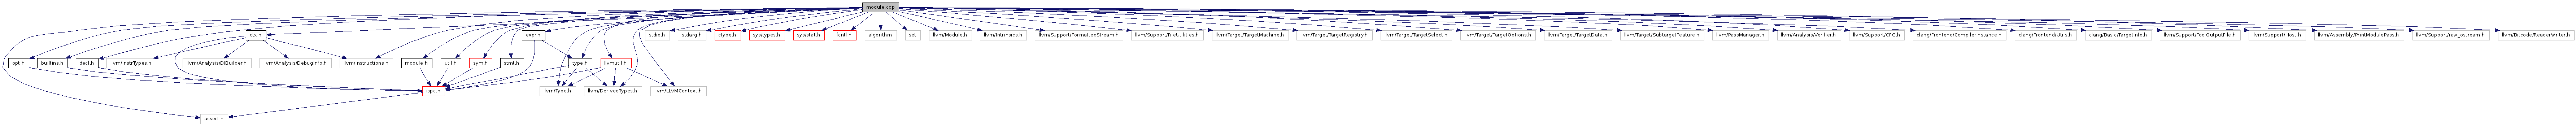 module.cpp
ctx.h
expr.h
stdio.h
stdarg.h
ctype.h
sys/types.h
sys/stat.h
fcntl.h
algorithm
set
llvm/Module.h
llvm/Intrinsics.h
llvm/Support/FormattedStream.h
llvm/Support/FileUtilities.h
llvm/Target/TargetMachine.h
llvm/Target/TargetRegistry.h
llvm/Target/TargetSelect.h
llvm/Target/TargetOptions.h
llvm/Target/TargetData.h
llvm/Target/SubtargetFeature.h
llvm/PassManager.h
llvm/Analysis/Verifier.h
llvm/Support/CFG.h
clang/Frontend/CompilerInstance.h
clang/Frontend/Utils.h
clang/Basic/TargetInfo.h
llvm/Support/ToolOutputFile.h
llvm/Support/Host.h
llvm/Assembly/PrintModulePass.h
llvm/Support/raw_ostream.h
llvm/Bitcode/ReaderWriter.h
opt.h
builtins.h
decl.h
llvm/InstrTypes.h
llvm/Analysis/DIBuilder.h
llvm/Analysis/DebugInfo.h
llvm/Instructions.h
module.h
util.h
sym.h
stmt.h
type.h
llvmutil.h
ispc.h
llvm/Type.h
llvm/DerivedTypes.h
llvm/LLVMContext.h
assert.h